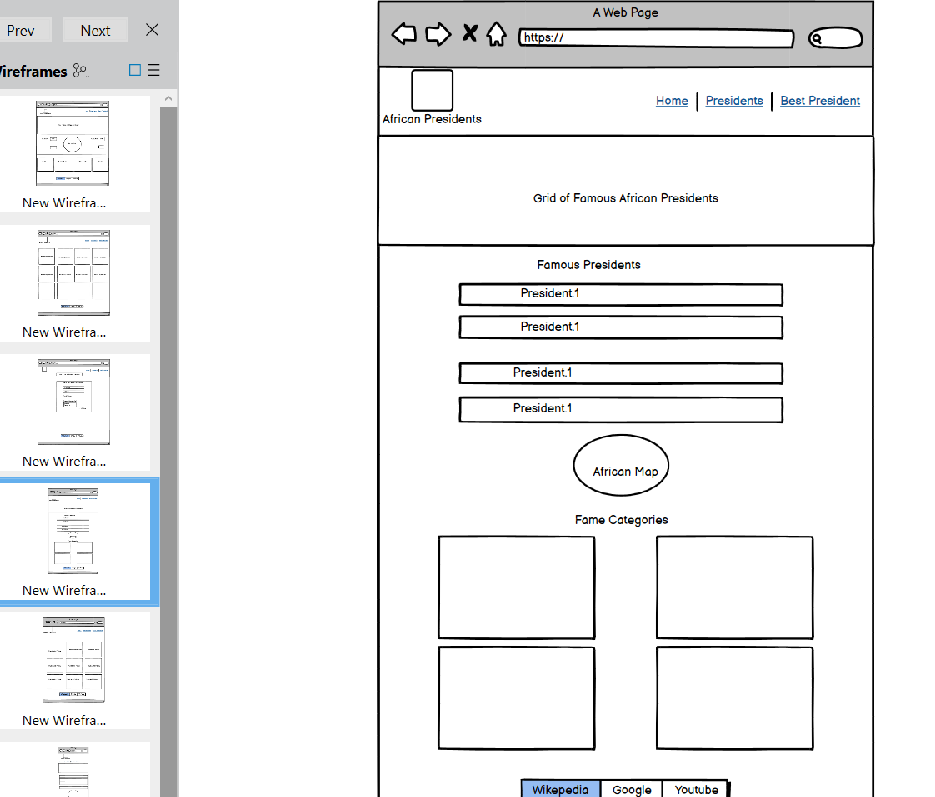 Prev Next
Wireframes
New Wirefra...
New Wirefra...
New Wirefra...
New Wirefra...
New Wirefra...
A Web Page
https://
African Presidents
Home Presidents Best President
Grid of Famous African Presidents
Famous Presidents
President.1
President.1
President.1
President.1
African Map
Fame Categories
Wikepedia Google Youtube